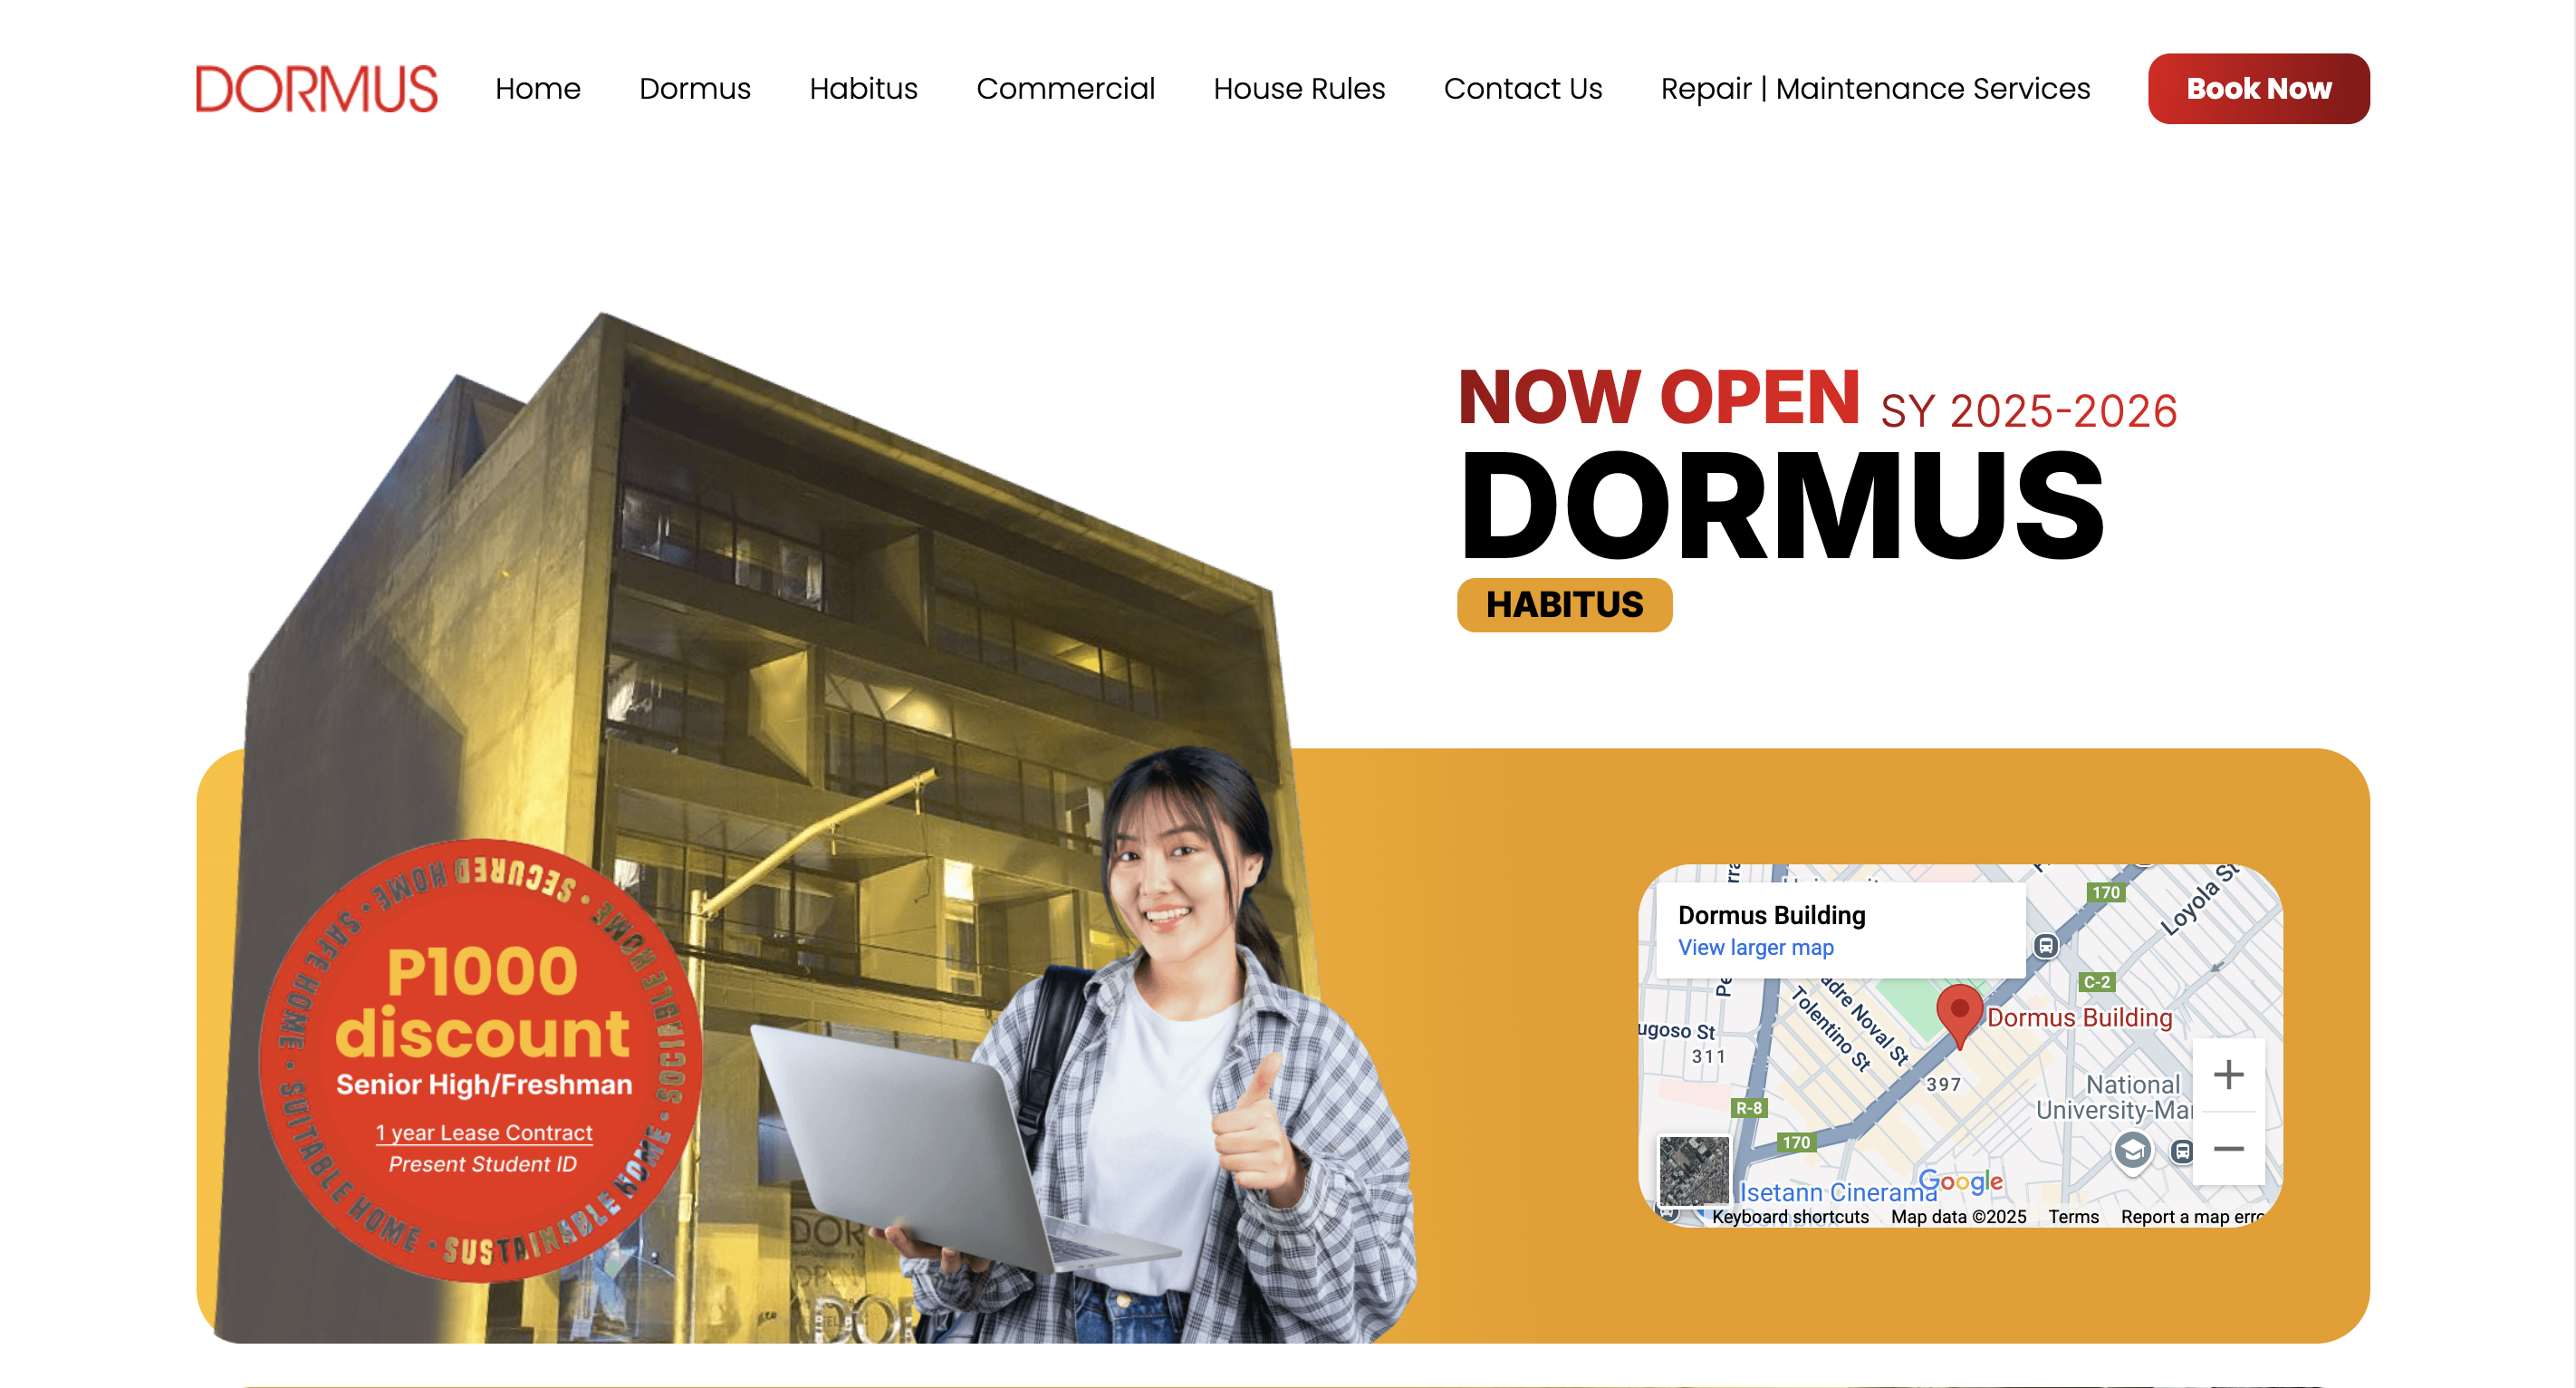 DORMUS
Home
Dormus
Habitus
Commercial
House Rules
Contact Us
Repair | Maintenance Services
Book Now
NOW OPEN SY 2025-2026
DORMUS
HABITUS
SAFE HOME • SECURED HOME • SOCIABLE HOME • SUSTAINABLE HOME • SUITABLE HOME •
P1000
discount
Senior High/Freshman
1 year Lease Contract
Present Student ID
DOR
OPEN
DOR
Dormus Building
View larger map
170
Loyola St
C-2
Dormus Building
adre Noval St
Tolentino St
ugoso St
311
397
National
University-Ma
R-8
170
Isetann Cinerama
Google
Keyboard shortcuts
Map data ©2025
Terms
Report a map erro